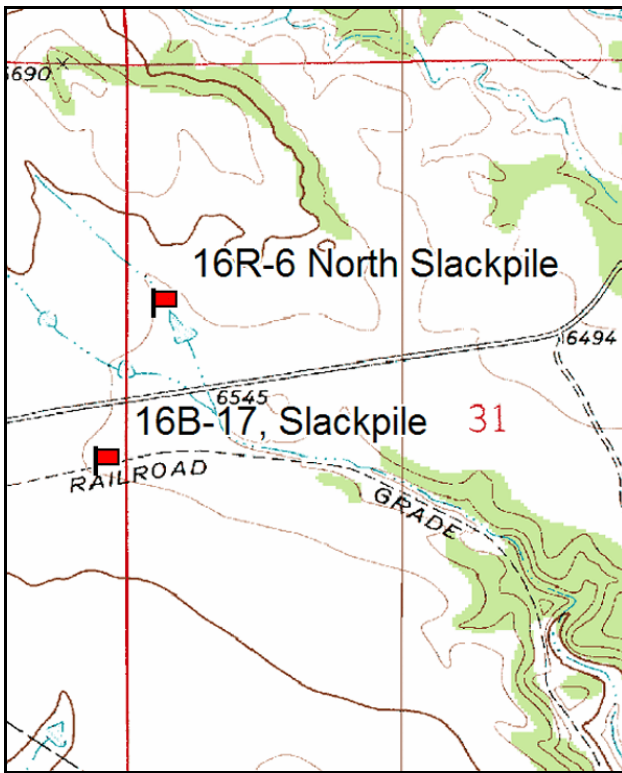 6690
16R-6 North Slackpile
6494
6545
16B-17, Slackpile
31
RAILROAD
GRADE